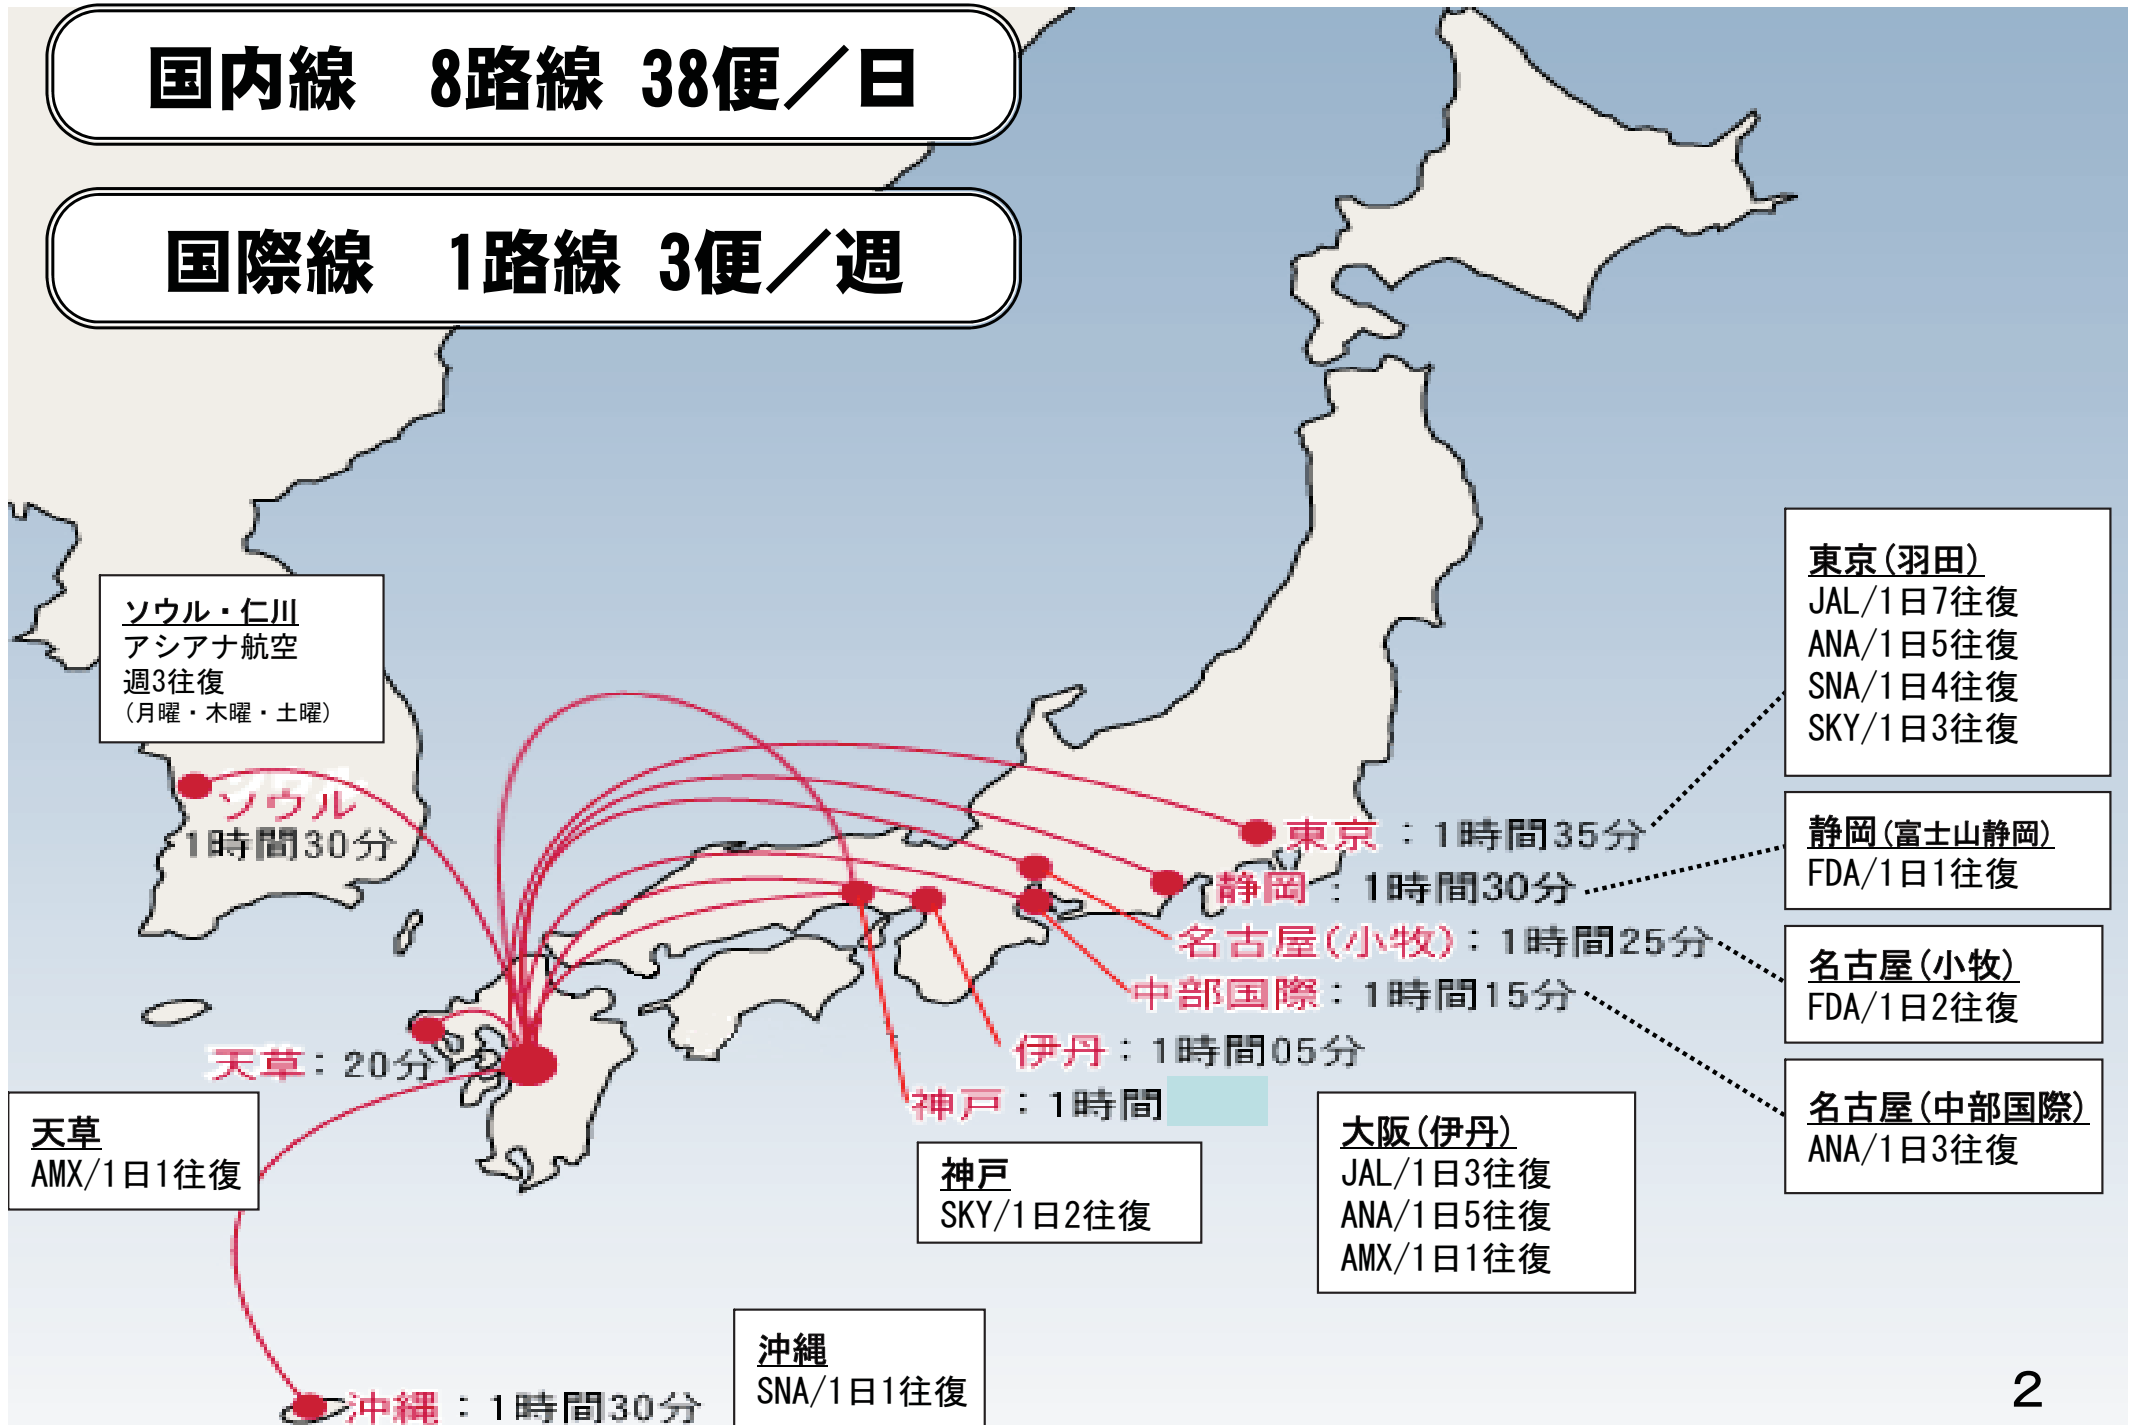 国内線　8路線 38便／日
国際線　1路線 3便／週
ソウル・仁川
アシアナ航空
週3往復
(月曜・木曜・土曜)
ソウル
1時間30分
東京：1時間35分
静岡：1時間30分
名古屋(小牧)：1時間25分
中部国際：1時間15分
伊丹：1時間05分
神戸：1時間
天草：20分
沖縄：1時間30分
東京(羽田)
JAL/1日7往復
ANA/1日5往復
SNA/1日4往復
SKY/1日3往復
静岡(富士山静岡)
FDA/1日1往復
名古屋(小牧)
FDA/1日2往復
名古屋(中部国際)
ANA/1日3往復
天草
AMX/1日1往復
神戸
SKY/1日2往復
大阪(伊丹)
JAL/1日3往復
ANA/1日5往復
AMX/1日1往復
沖縄
SNA/1日1往復
2